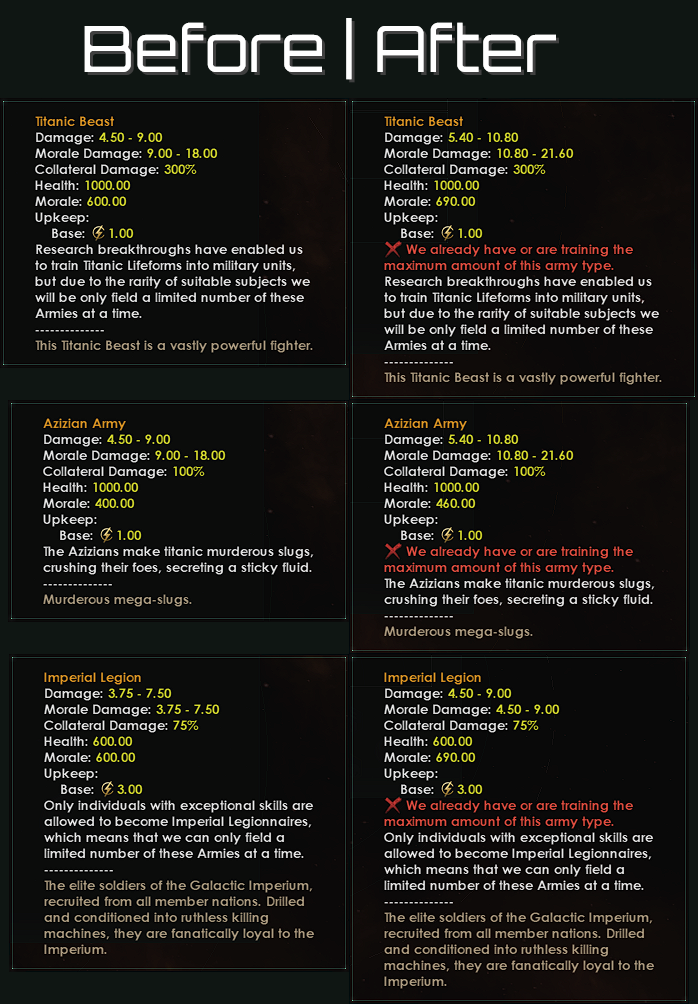 Before | After
Titanic Beast
Damage: 4.50 - 9.00
Morale Damage: 9.00 - 18.00
Collateral Damage: 300%
Health: 1000.00
Morale: 600.00
Upkeep:
Base: 1.00
Research breakthroughs have enabled us
to train Titanic Lifeforms into military units,
but due to the rarity of suitable subjects we
will be only field a limited number of these
Armies at a time.
--------------
This Titanic Beast is a vastly powerful fighter.
Titanic Beast
Damage: 5.40 - 10.80
Morale Damage: 10.80 - 21.60
Collateral Damage: 300%
Health: 1000.00
Morale: 690.00
Upkeep:
Base: 1.00
We already have or are training the
maximum amount of this army type.
Research breakthroughs have enabled us
to train Titanic Lifeforms into military units,
but due to the rarity of suitable subjects we
will be only field a limited number of these
Armies at a time.
--------------
This Titanic Beast is a vastly powerful fighter.
Azizian Army
Damage: 4.50 - 9.00
Morale Damage: 9.00 - 18.00
Collateral Damage: 100%
Health: 1000.00
Morale: 400.00
Upkeep:
Base: 1.00
The Azizians make titanic murderous slugs,
crushing their foes, secreting a sticky fluid.
--------------
Murderous mega-slugs.
Azizian Army
Damage: 5.40 - 10.80
Morale Damage: 10.80 - 21.60
Collateral Damage: 100%
Health: 1000.00
Morale: 460.00
Upkeep:
Base: 1.00
We already have or are training the
maximum amount of this army type.
The Azizians make titanic murderous slugs,
crushing their foes, secreting a sticky fluid.
--------------
Murderous mega-slugs.
Imperial Legion
Damage: 3.75 - 7.50
Morale Damage: 3.75 - 7.50
Collateral Damage: 75%
Health: 600.00
Morale: 600.00
Upkeep:
Base: 3.00
Only individuals with exceptional skills are
allowed to become Imperial Legionnaires,
which means that we can only field a
limited number of these Armies at a time.
--------------
The elite soldiers of the Galactic Imperium,
recruited from all member nations. Drilled
and conditioned into ruthless killing
machines, they are fanatically loyal to the
Imperium.
Imperial Legion
Damage: 4.50 - 9.00
Morale Damage: 4.50 - 9.00
Collateral Damage: 75%
Health: 600.00
Morale: 690.00
Upkeep:
Base: 3.00
We already have or are training the
maximum amount of this army type.
Only individuals with exceptional skills are
allowed to become Imperial Legionnaires,
which means that we can only field a
limited number of these Armies at a time.
--------------
The elite soldiers of the Galactic Imperium,
recruited from all member nations. Drilled
and conditioned into ruthless killing
machines, they are fanatically loyal to the
Imperium.